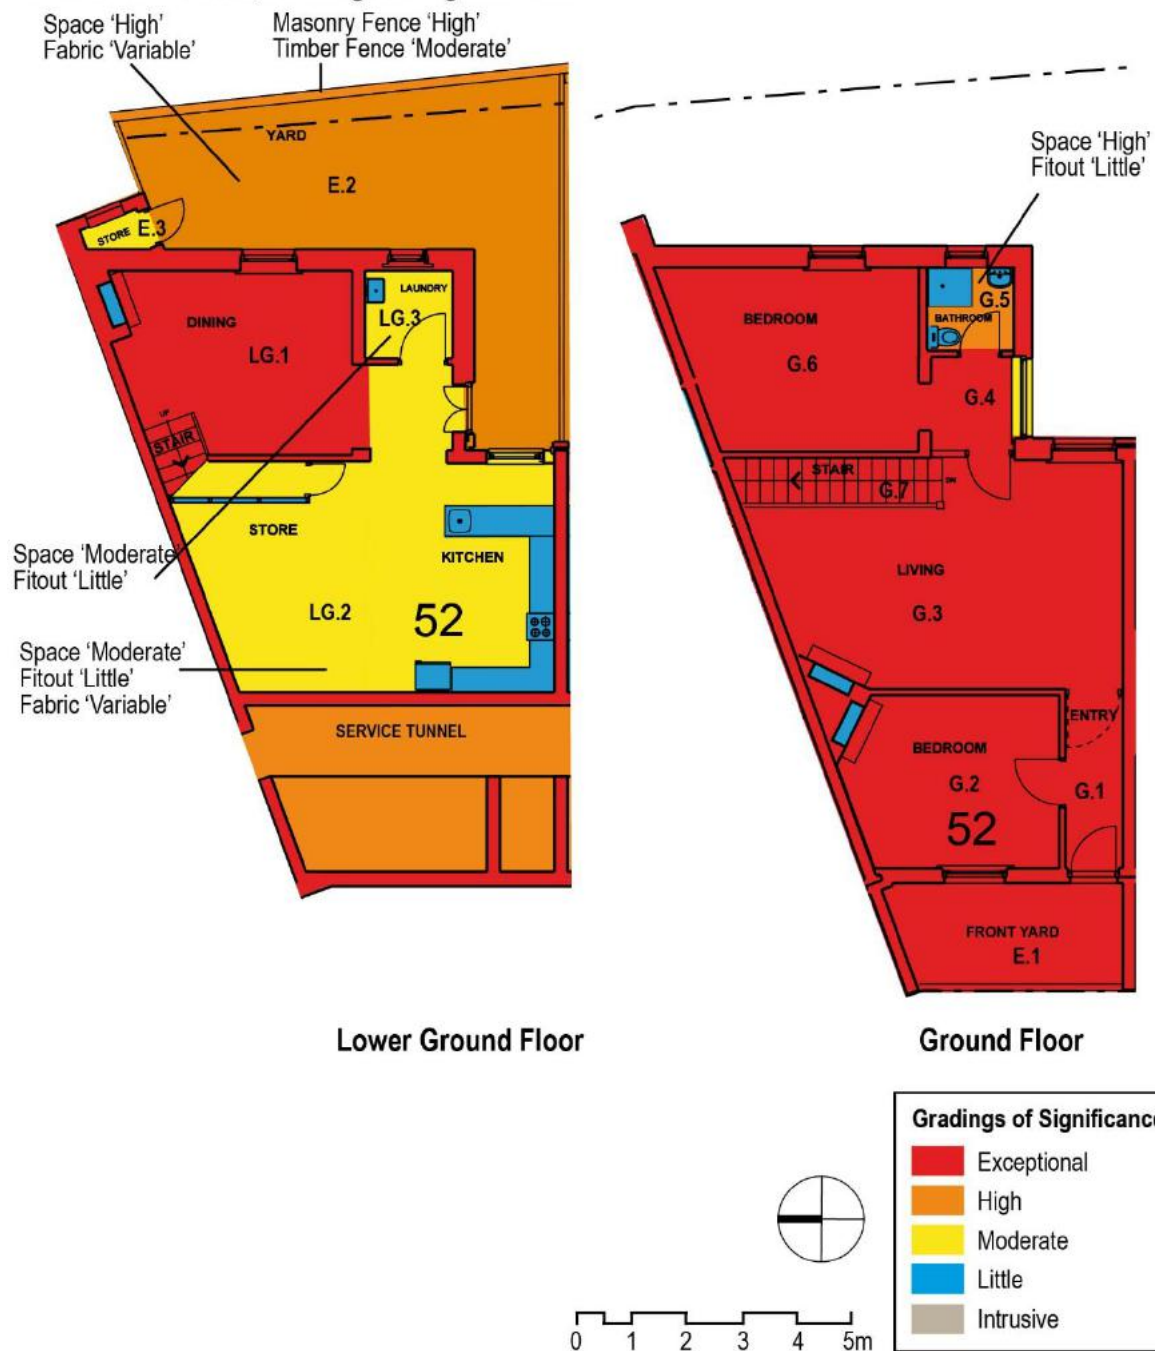 Space ‘High’
Fabric ‘Variable’
Masonry Fence ‘High’
Timber Fence ‘Moderate’
YARD
E.2
STORE
E.3
LAUNDRY
LG.3
DINING
LG.1
UP
STAIR
STORE
KITCHEN
LG.2
52
Space ‘Moderate’
Fitout ‘Little’
Space ‘Moderate’
Fitout ‘Little’
Fabric ‘Variable’
SERVICE TUNNEL
Lower Ground Floor
Space ‘High’
Fitout ‘Little’
G.5
BATHROOM
BEDROOM
G.6
G.4
STAIR
G.7
DN
LIVING
G.3
ENTRY
BEDROOM
G.2
G.1
52
FRONT YARD
E.1
Ground Floor
Gradings of Significance
Exceptional
High
Moderate
Little
Intrusive
0 1 2 3 4 5m